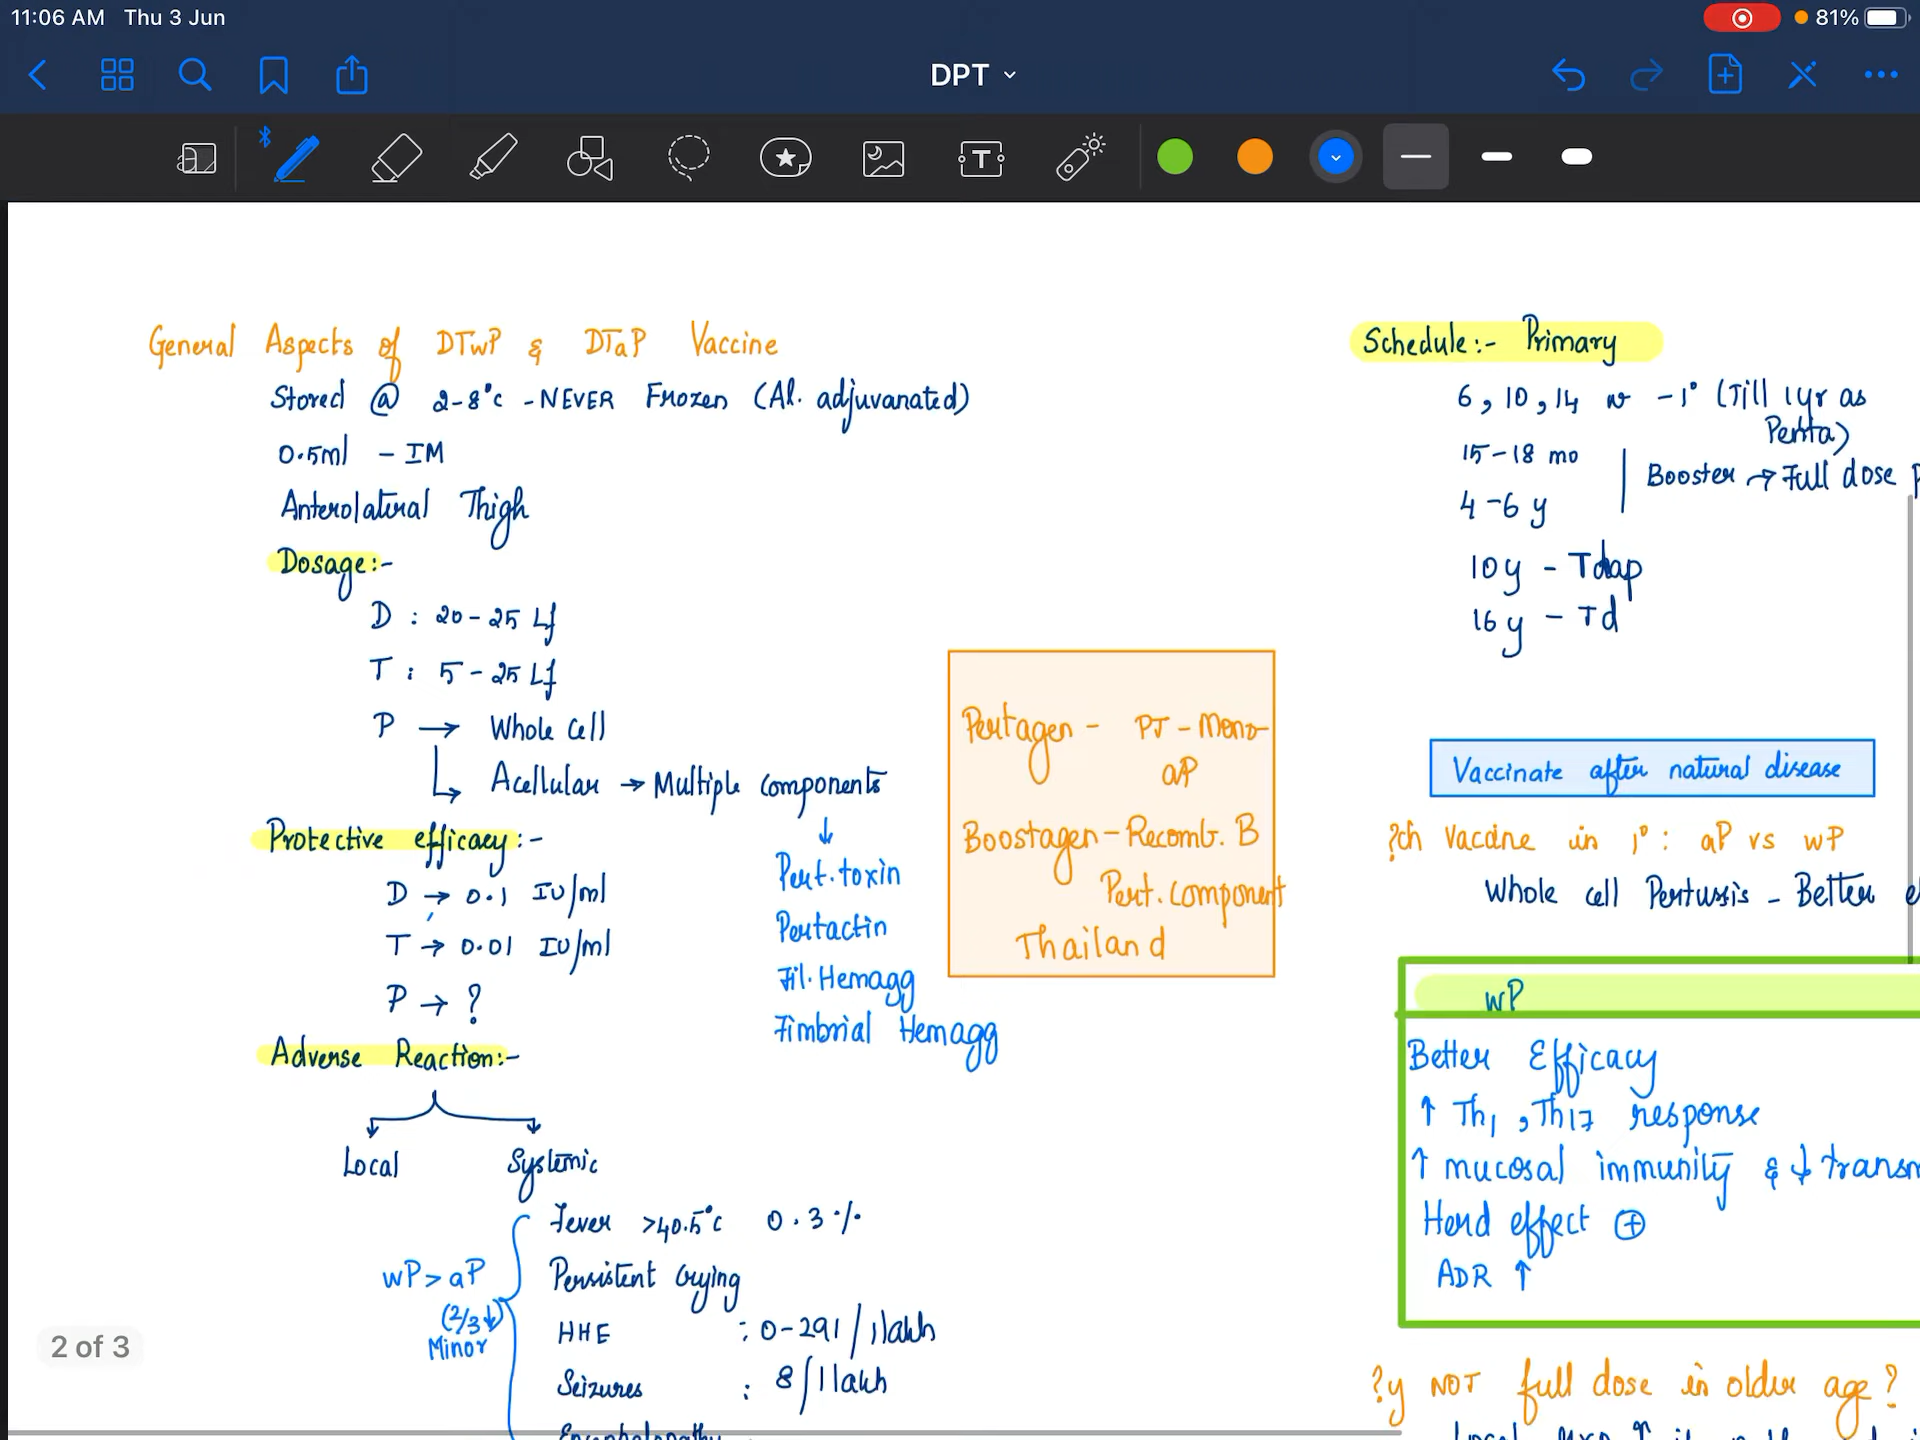 11:06 AM Thu 3 Jun
81%
DPT
General Aspects of DTwP & DTaP Vaccine
Stored @ 2-8°c - NEVER Frozen (Al. adjuvanated)
0.5ml - IM
Anterolateral Thigh
Dosage:-
D : 20-25 Lf
T : 5-25 Lf
P → Whole cell
Acellular → Multiple components
↓
Pert. toxin
Pertactin
Fil. Hemagg
Fimbrial Hemagg
Protective efficacy:-
D → 0.1 IU/ml
T → 0.01 IU/ml
P → ?
Adverse Reaction:-
Local Systemic
Fever >40.5°c 0.3%
Persistent Crying
HHE : 0-291/1lakh
Seizures : 8/1lakh
Encephalopathy
wP > aP
(2/3↓)
Minor
2 of 3
Pertagen - PT - Mono-
aP
Boostagen - Recomb. B
Pert. component
Thailand
Schedule:- Primary
6, 10, 14 w - 1° (Till 1yr as
Penta)
15-18 mo
4-6 y
Booster → Full dose P
10y - Tdap
16y - Td
Vaccinate after natural disease
?ch Vaccine in 1° : aP vs wP
Whole cell Pertussis - Better
wP
Better Efficacy
↑ Th1, Th17 response
↑ mucosal immunity & ↓ transm
Herd effect ⊕
ADR ↑
?y NOT full dose in older age?
Local